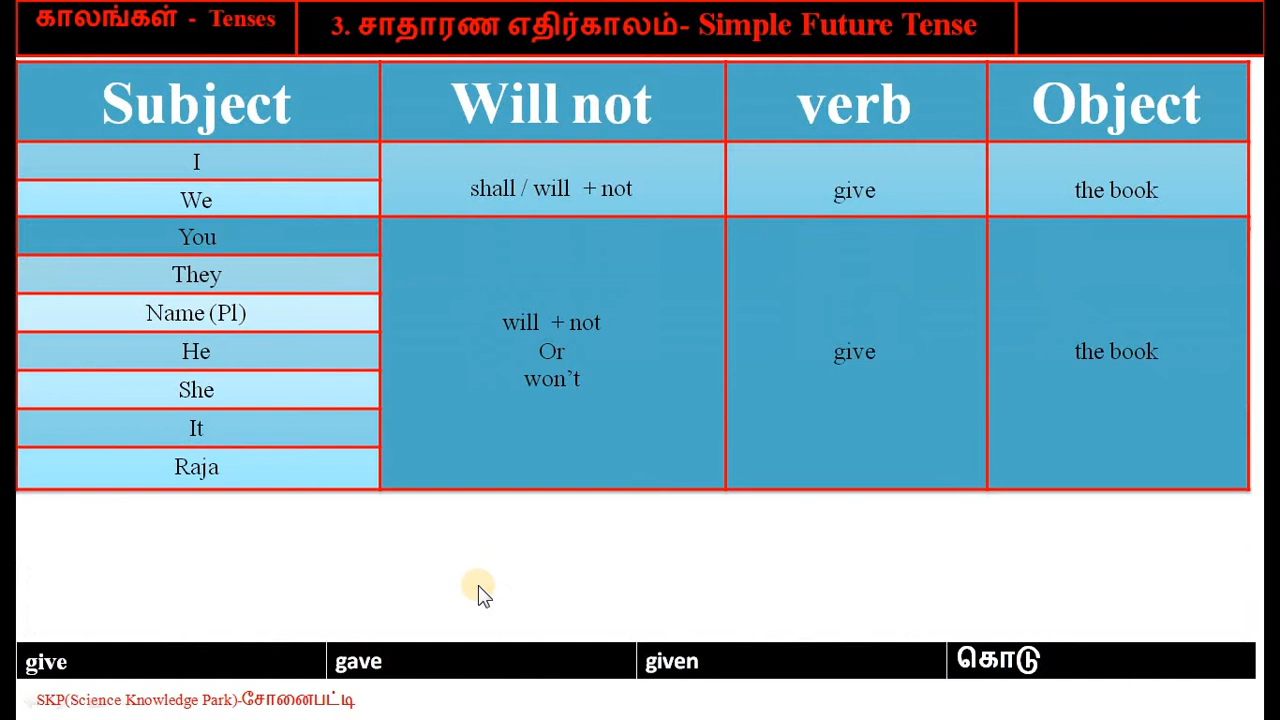 காலங்கள் - Tenses
3. சாதாரண எதிர்காலம்- Simple Future Tense
Subject Will not verb Object
I
We
shall / will + not give the book
You
They
Name (Pl)
He
She
It
Raja
will + not
Or
won't
give the book
give gave given கொடு
SKP(Science Knowledge Park)-சோனைபட்டி